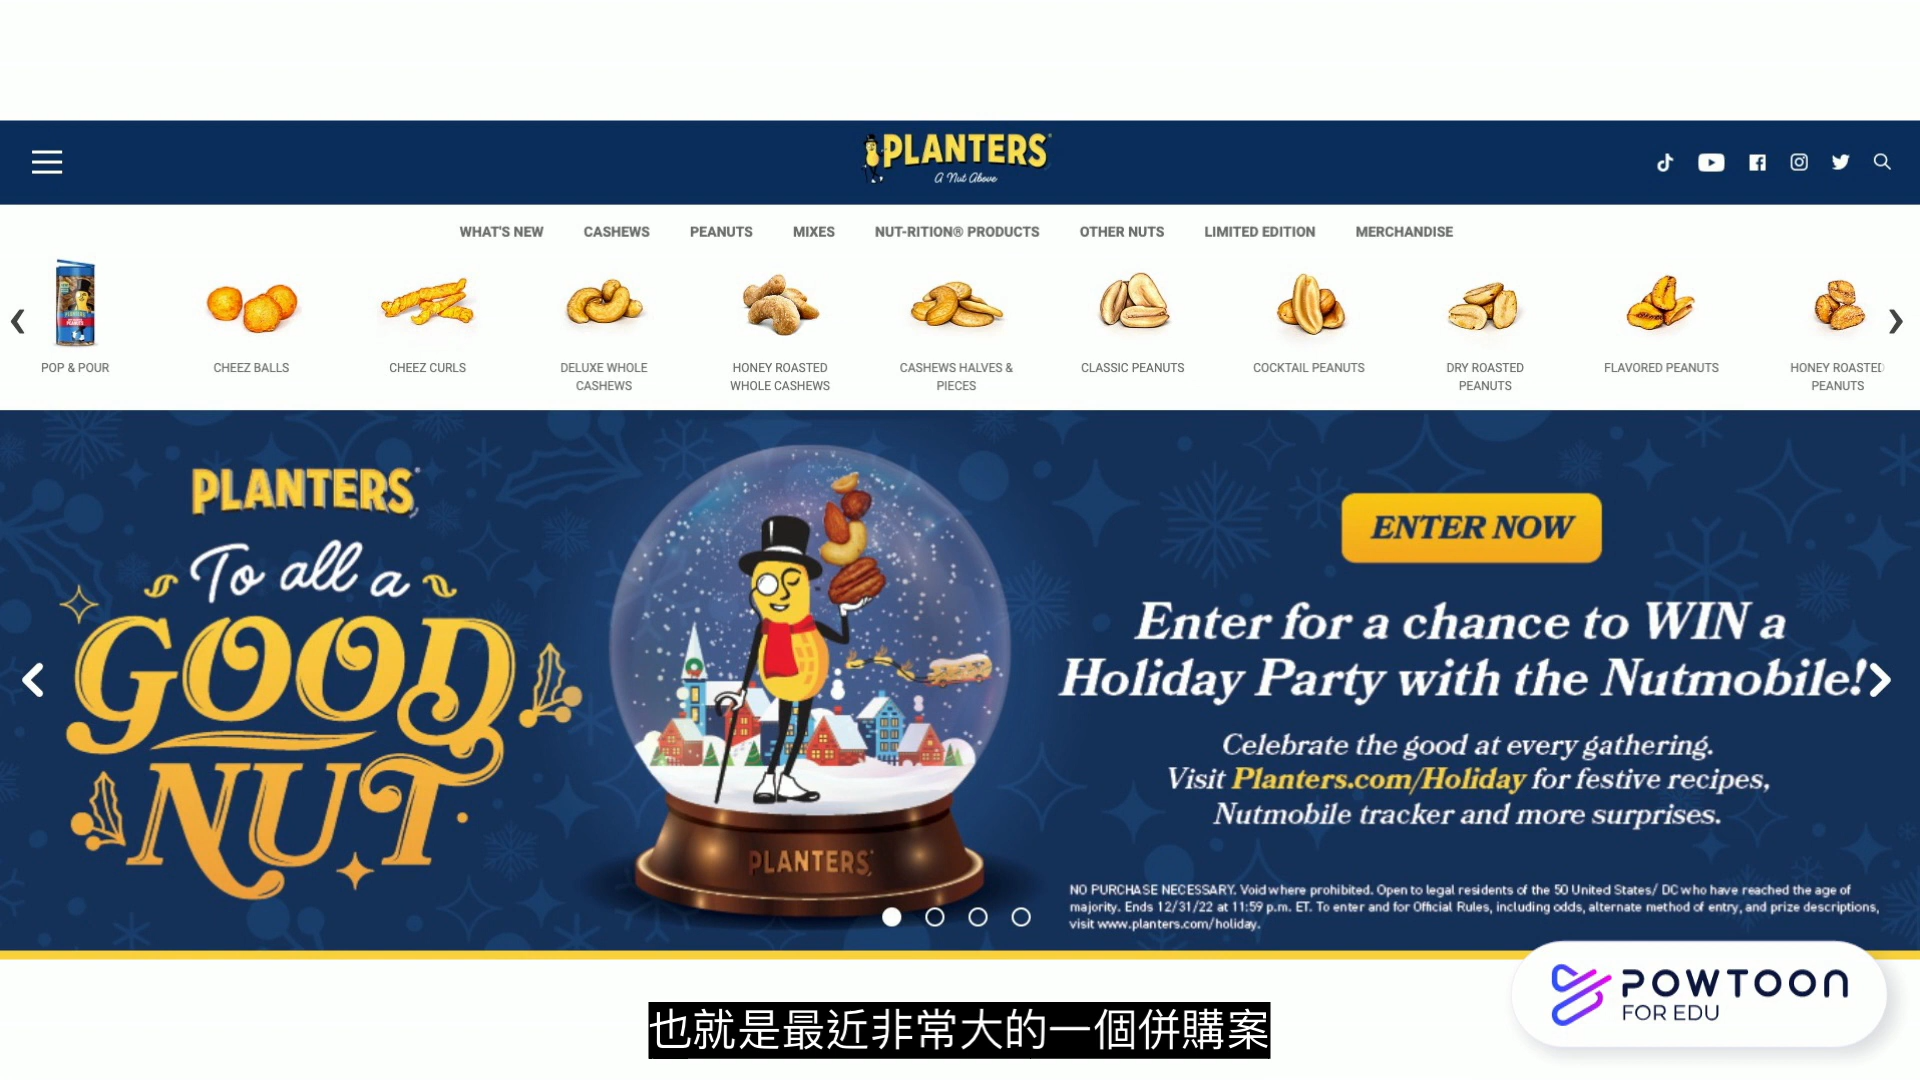 PLANTERS
A Nut Above
WHAT'S NEW CASHEWS PEANUTS MIXES NUT-RITION® PRODUCTS OTHER NUTS LIMITED EDITION MERCHANDISE
POP & POUR
CHEEZ BALLS
CHEEZ CURLS
DELUXE WHOLE
CASHEWS
HONEY ROASTED
WHOLE CASHEWS
CASHEWS HALVES &
PIECES
CLASSIC PEANUTS
COCKTAIL PEANUTS
DRY ROASTED
PEANUTS
FLAVORED PEANUTS
HONEY ROASTED
PEANUTS
PLANTERS
To all a
GOOD
NUT
PLANTERS
ENTER NOW
Enter for a chance to WIN a
Holiday Party with the Nutmobile!
Celebrate the good at every gathering.
Visit Planters.com/Holiday for festive recipes,
Nutmobile tracker and more surprises.
NO PURCHASE NECESSARY. Void where prohibited. Open to legal residents of the 50 United States/ DC who have reached the age of
majority. Ends 12/31/22 at 11:59 p.m. ET. To enter and for Official Rules, including odds, alternate method of entry, and prize descriptions,
visit www.planters.com/holiday.
POWTOON
FOR EDU
也就是最近非常大的一個併購案